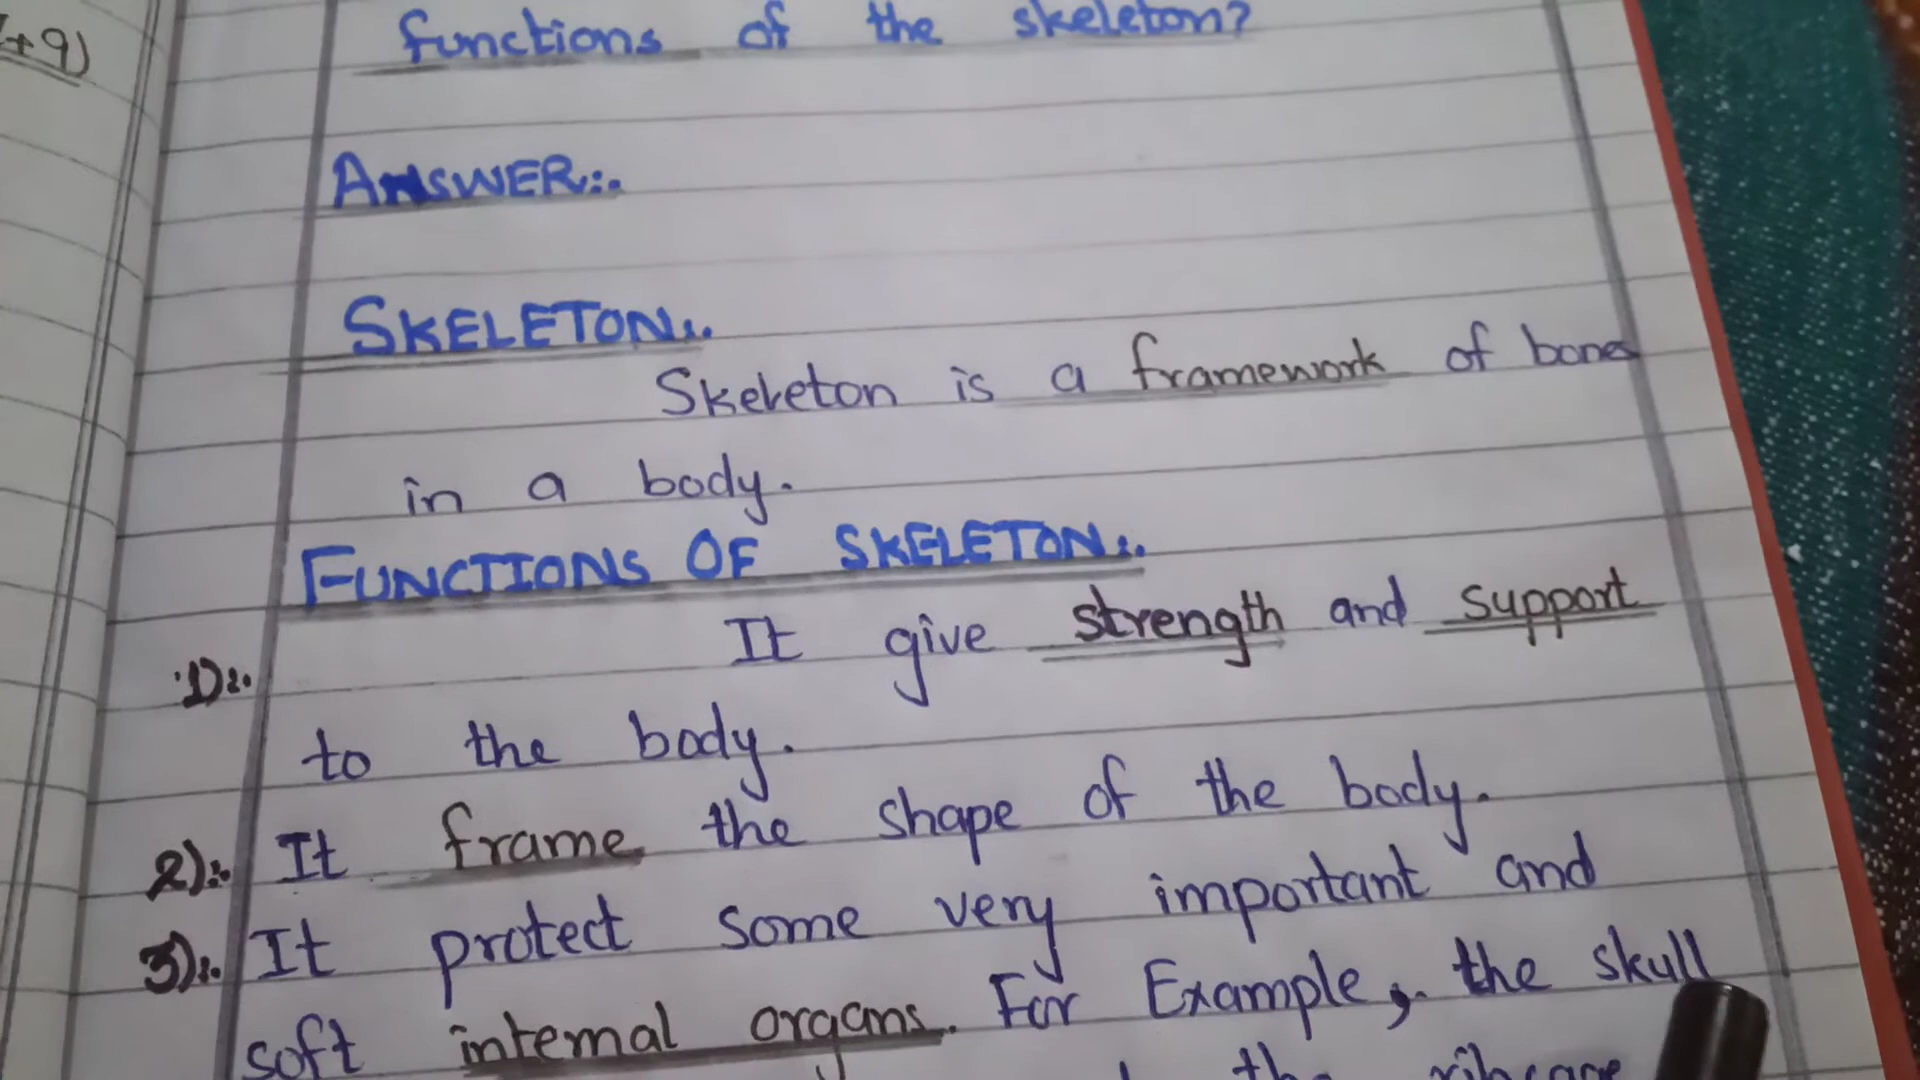 +9)
functions of the skeleton?
ANSWER:.
SKELETON:.
Skeleton is a framework of bones
in a body.
FUNCTIONS OF SKELETON:.
1):. It give strength and support
to the body.
2):. It frame the shape of the body.
3):. It protect some very important and
soft internal organs. For Example, the skull
the ribcage